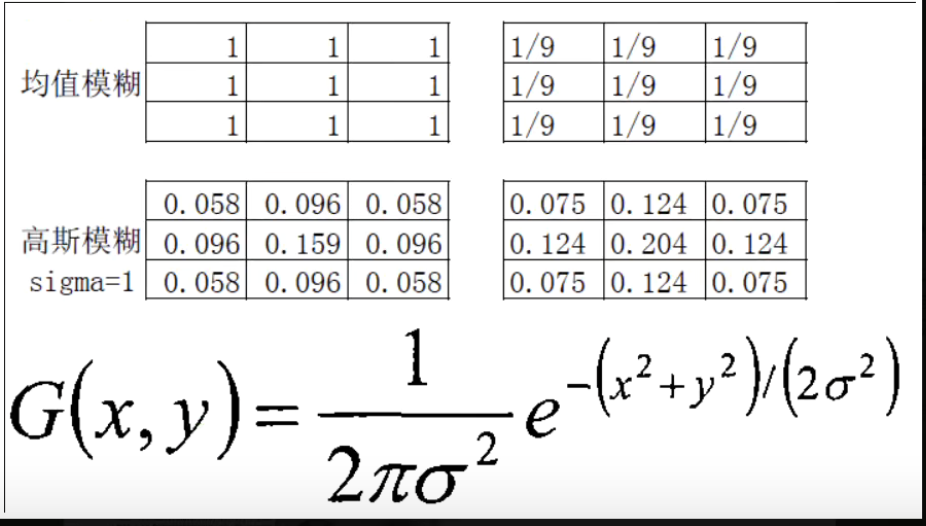 1 1 1 1/9 1/9 1/9
均值模糊 1 1 1 1/9 1/9 1/9
1 1 1 1/9 1/9 1/9
0.058 0.096 0.058 0.075 0.124 0.075
高斯模糊 0.096 0.159 0.096 0.124 0.204 0.124
sigma=1 0.058 0.096 0.058 0.075 0.124 0.075
G(x, y) = 1/(2πσ²) e^(-(x²+y²)/(2σ²))